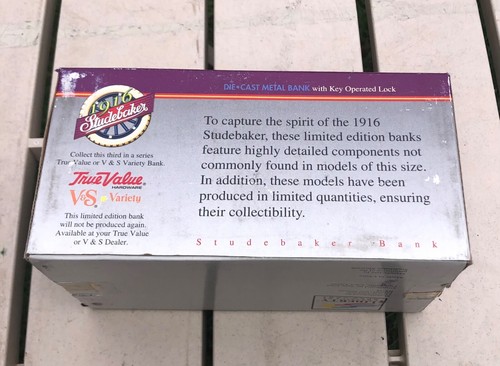 1916
Studebaker
DIE•CAST METAL BANK with Key Operated Lock
Collect this third in a series
True Value or V & S Variety Bank.
True Value®
HARDWARE
V&S® Variety
This limited edition bank
will not be produced again.
Available at your True Value
or V & S Dealer.
To capture the spirit of the 1916
Studebaker, these limited edition banks
feature highly detailed components not
commonly found in models of this size.
In addition, these models have been
produced in limited quantities, ensuring
their collectibility.
Studebaker Bank